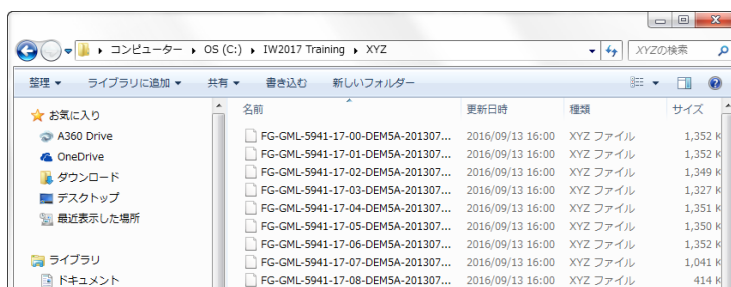 コンピューター ▸ OS (C:) ▸ IW2017 Training ▸ XYZ
XYZの検索
整理 ▼ ライブラリに追加 ▼ 共有 ▼ 書き込む 新しいフォルダー
お気に入り
A360 Drive
OneDrive
ダウンロード
デスクトップ
最近表示した場所
ライブラリ
ドキュメント
名前 更新日時 種類 サイズ
FG-GML-5941-17-00-DEM5A-201307... 2016/09/13 16:00 XYZ ファイル 1,352 K
FG-GML-5941-17-01-DEM5A-201307... 2016/09/13 16:00 XYZ ファイル 1,352 K
FG-GML-5941-17-02-DEM5A-201307... 2016/09/13 16:00 XYZ ファイル 1,349 K
FG-GML-5941-17-03-DEM5A-201307... 2016/09/13 16:00 XYZ ファイル 1,327 K
FG-GML-5941-17-04-DEM5A-201307... 2016/09/13 16:00 XYZ ファイル 1,351 K
FG-GML-5941-17-05-DEM5A-201307... 2016/09/13 16:00 XYZ ファイル 1,350 K
FG-GML-5941-17-06-DEM5A-201307... 2016/09/13 16:00 XYZ ファイル 1,352 K
FG-GML-5941-17-07-DEM5A-201307... 2016/09/13 16:00 XYZ ファイル 1,041 K
FG-GML-5941-17-08-DEM5A-201307... 2016/09/13 16:00 XYZ ファイル 414 K